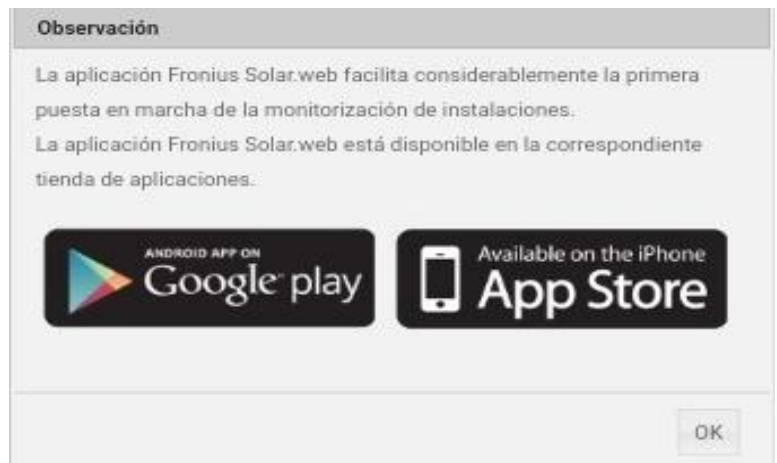 Observación
La aplicación Fronius Solar.web facilita considerablemente la primera
puesta en marcha de la monitorización de instalaciones.
La aplicación Fronius Solar.web está disponible en la correspondiente
tienda de aplicaciones.
ANDROID APP ON
Google play
Available on the iPhone
App Store
OK